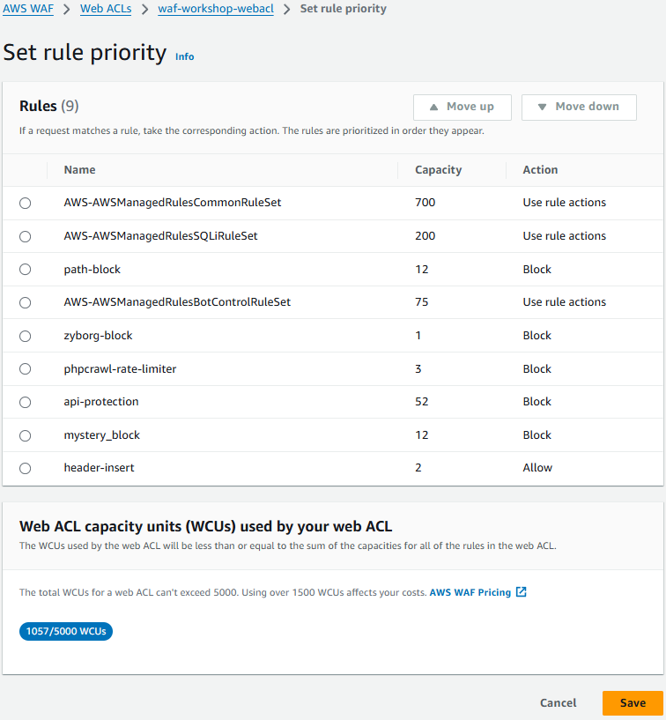 AWS WAF > Web ACLs > waf-workshop-webacl > Set rule priority
Set rule priority Info
Rules (9) ▲ Move up ▼ Move down
If a request matches a rule, take the corresponding action. The rules are prioritized in order they appear.
Name Capacity Action
AWS-AWSManagedRulesCommonRuleSet 700 Use rule actions
AWS-AWSManagedRulesSQLiRuleSet 200 Use rule actions
path-block 12 Block
AWS-AWSManagedRulesBotControlRuleSet 75 Use rule actions
zyborg-block 1 Block
phpcrawl-rate-limiter 3 Block
api-protection 52 Block
mystery_block 12 Block
header-insert 2 Allow
Web ACL capacity units (WCUs) used by your web ACL
The WCUs used by the web ACL will be less than or equal to the sum of the capacities for all of the rules in the web ACL.
The total WCUs for a web ACL can't exceed 5000. Using over 1500 WCUs affects your costs. AWS WAF Pricing
1057/5000 WCUs
Cancel Save